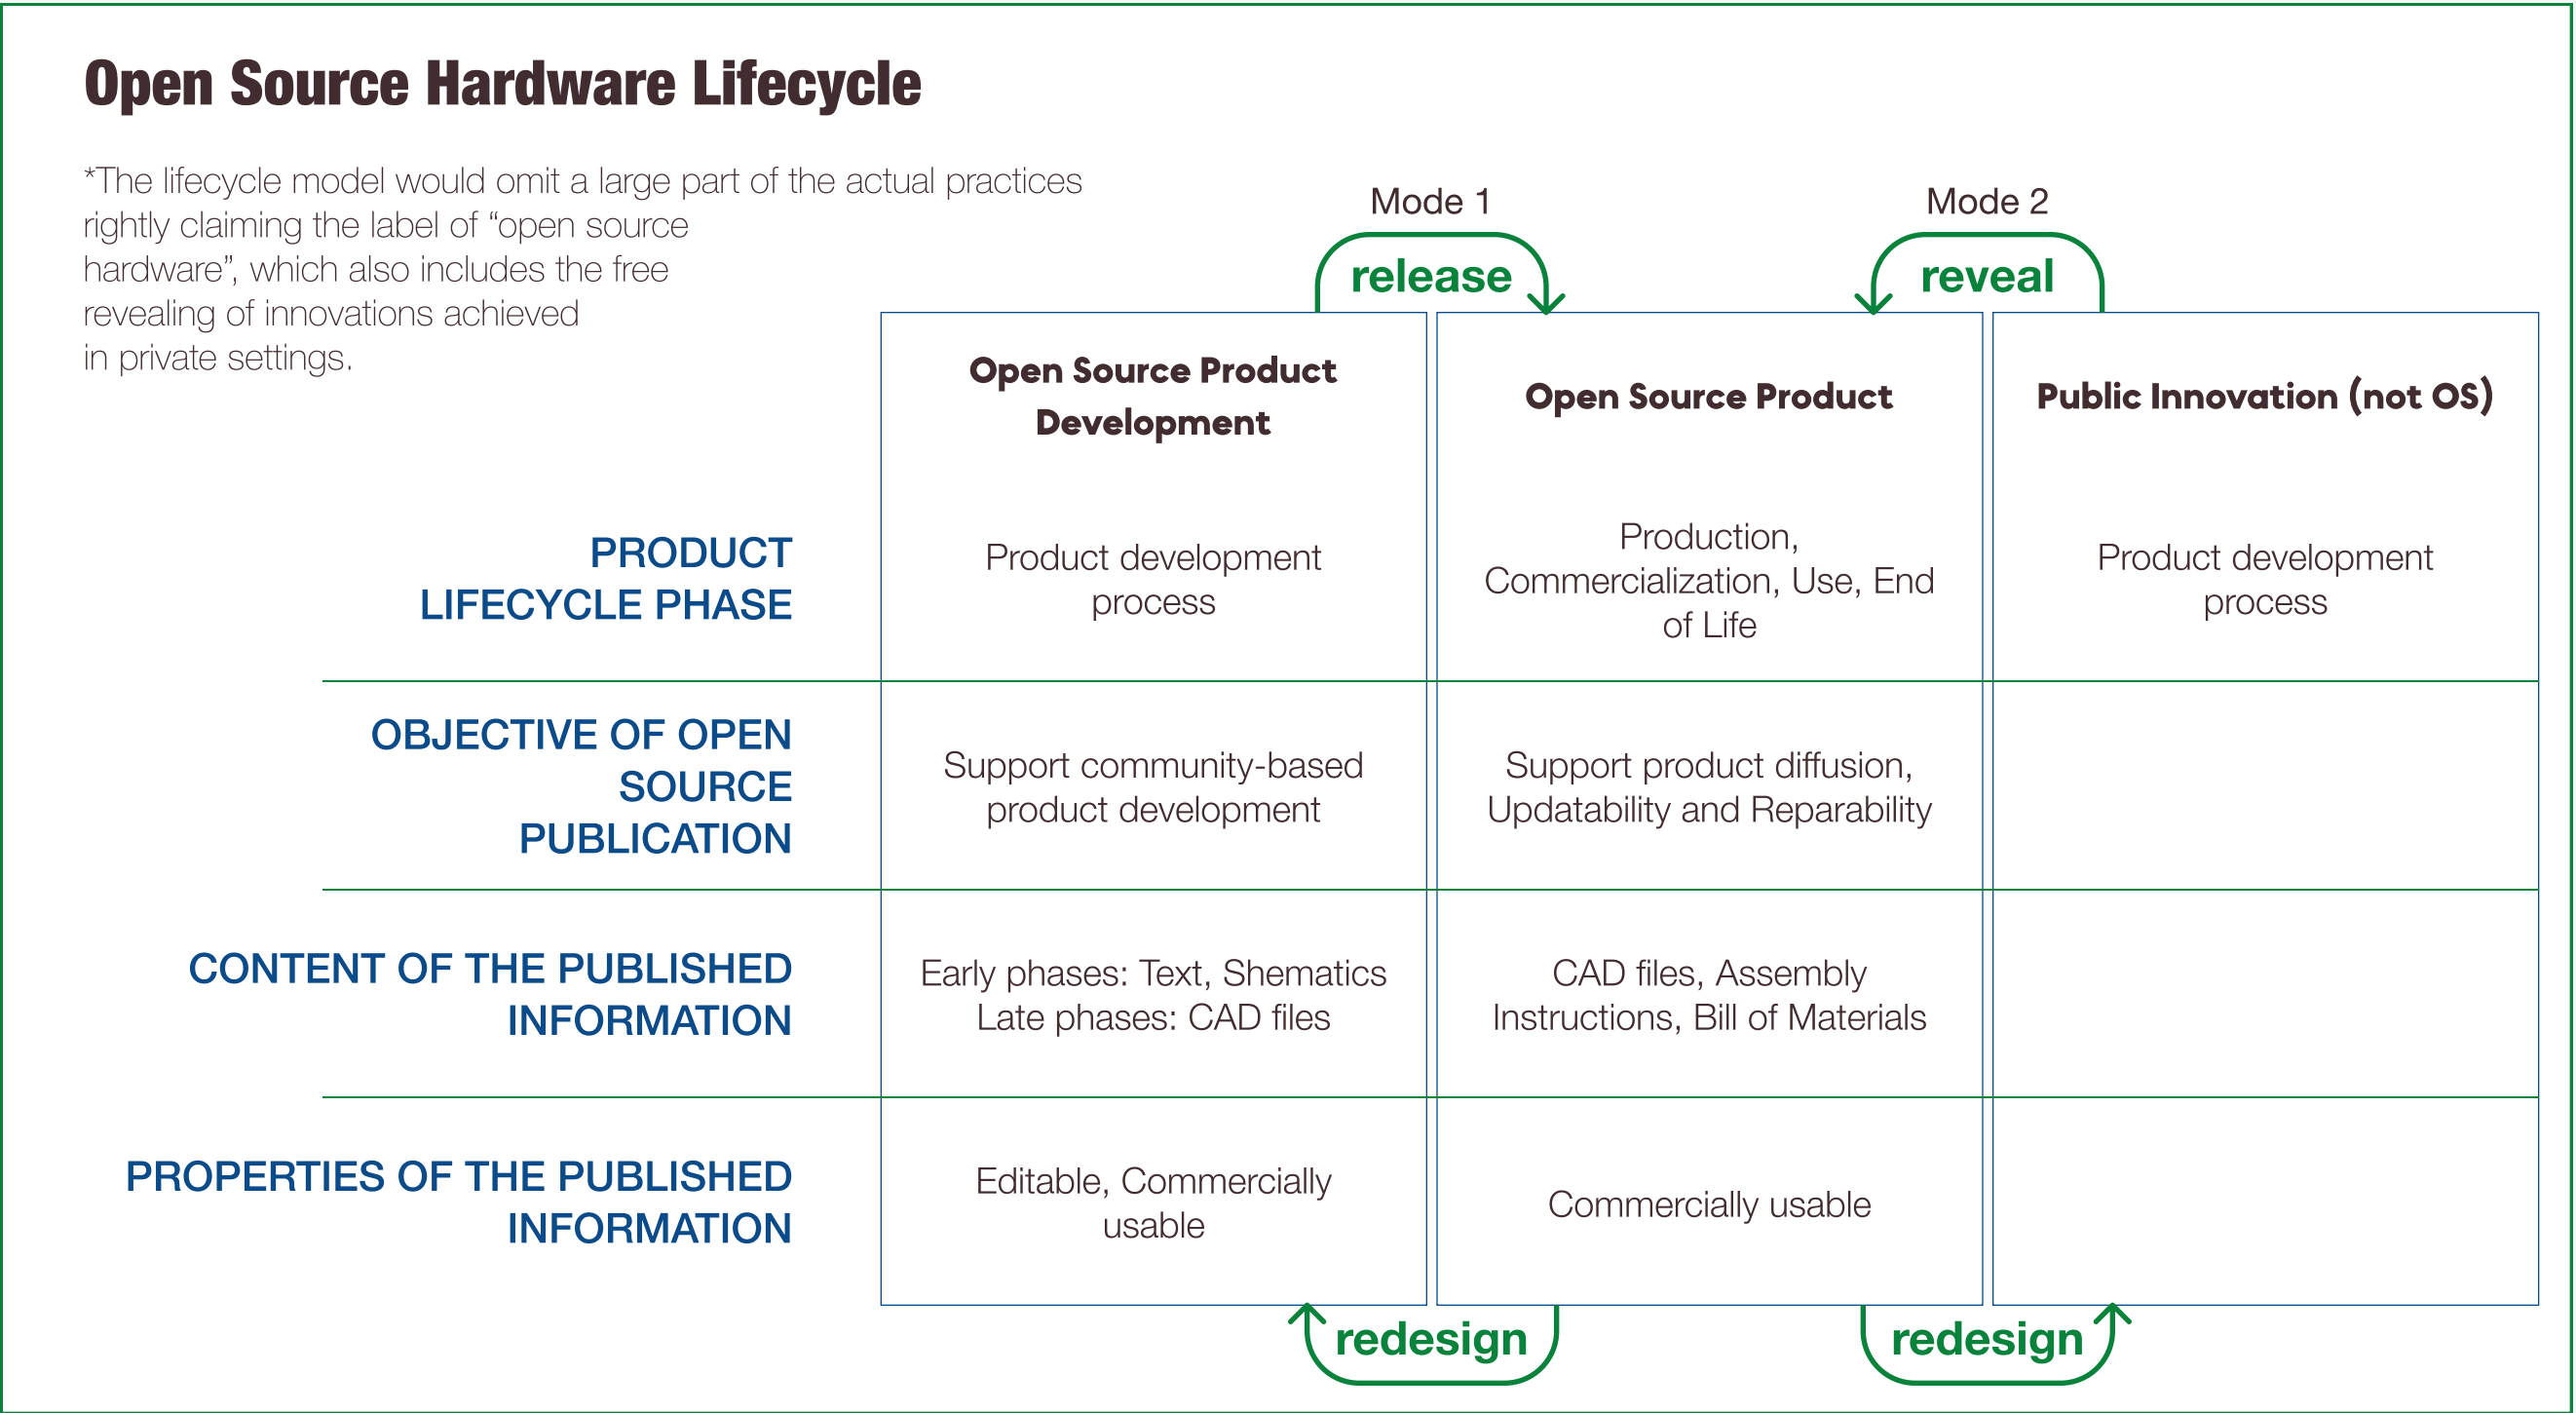 Open Source Hardware Lifecycle
*The lifecycle model would omit a large part of the actual practices
rightly claiming the label of “open source
hardware”, which also includes the free
revealing of innovations achieved
in private settings.
Mode 1
release
Mode 2
reveal
Open Source Product
Development
Open Source Product
Public Innovation (not OS)
PRODUCT
LIFECYCLE PHASE
Product development
process
Production,
Commercialization, Use, End
of Life
Product development
process
OBJECTIVE OF OPEN
SOURCE
PUBLICATION
Support community-based
product development
Support product diffusion,
Updatability and Reparability
CONTENT OF THE PUBLISHED
INFORMATION
Early phases: Text, Shematics
Late phases: CAD files
CAD files, Assembly
Instructions, Bill of Materials
PROPERTIES OF THE PUBLISHED
INFORMATION
Editable, Commercially
usable
Commercially usable
redesign
redesign